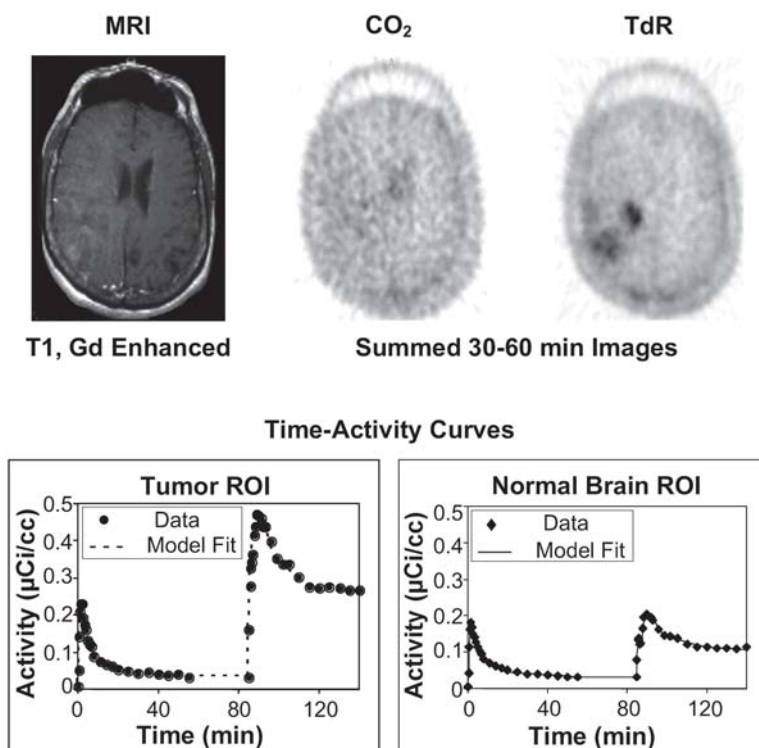 MRI CO₂ TdR
T1, Gd Enhanced Summed 30-60 min Images
Time-Activity Curves
Tumor ROI
Activity (µCi/cc)
0.5
0.4
0.3
0.2
0.1
0
Data
Model Fit
0 40 80 120
Time (min)
Normal Brain ROI
Activity (µCi/cc)
0.5
0.4
0.2
0.2
0.1
0
Data
Model Fit
0 40 80 120
Time (min)